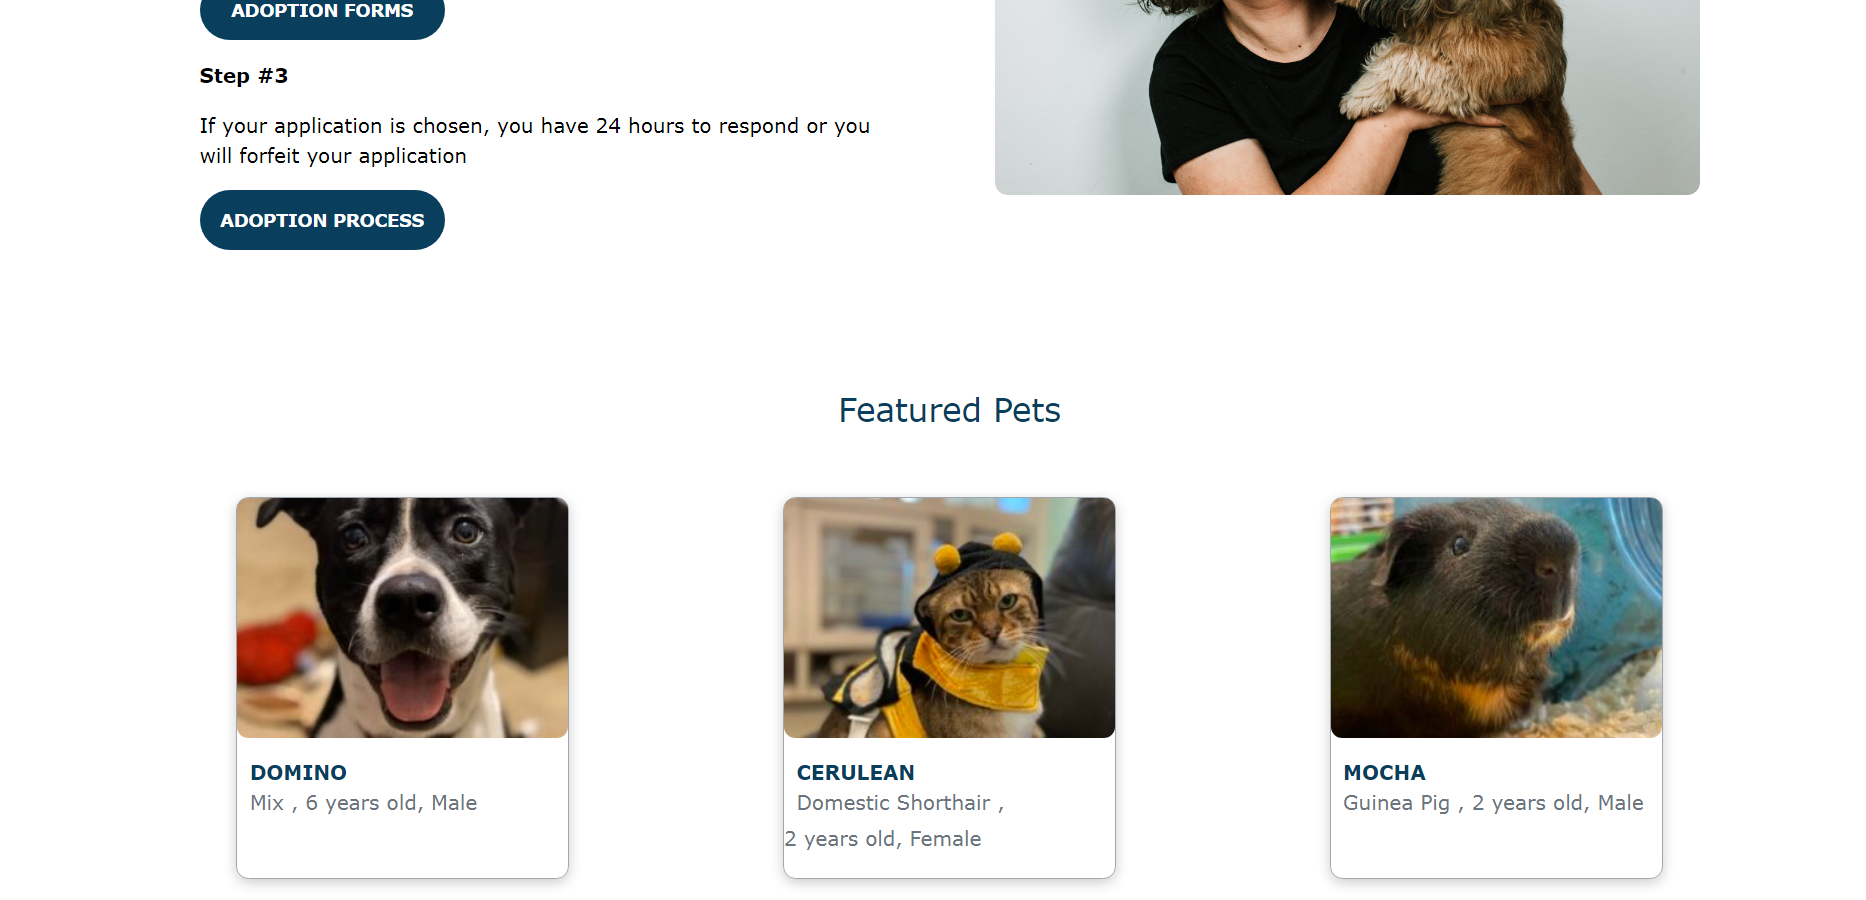 ADOPTION FORMS
Step #3
If your application is chosen, you have 24 hours to respond or you
will forfeit your application
ADOPTION PROCESS
Featured Pets
DOMINO
Mix , 6 years old, Male
CERULEAN
Domestic Shorthair ,
2 years old, Female
MOCHA
Guinea Pig , 2 years old, Male